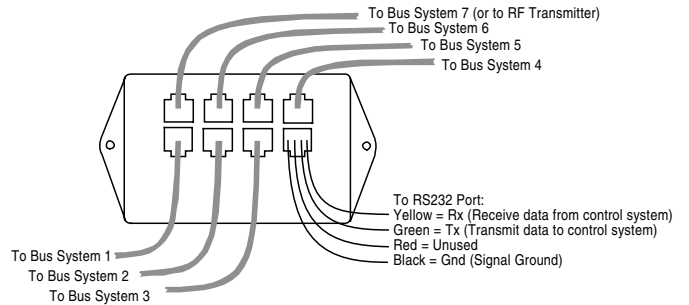 To Bus System 7 (or to RF Transmitter)
To Bus System 6
To Bus System 5
To Bus System 4
To RS232 Port:
Yellow = Rx (Receive data from control system)
Green = Tx (Transmit data to control system)
Red = Unused
Black = Gnd (Signal Ground)
To Bus System 1
To Bus System 2
To Bus System 3